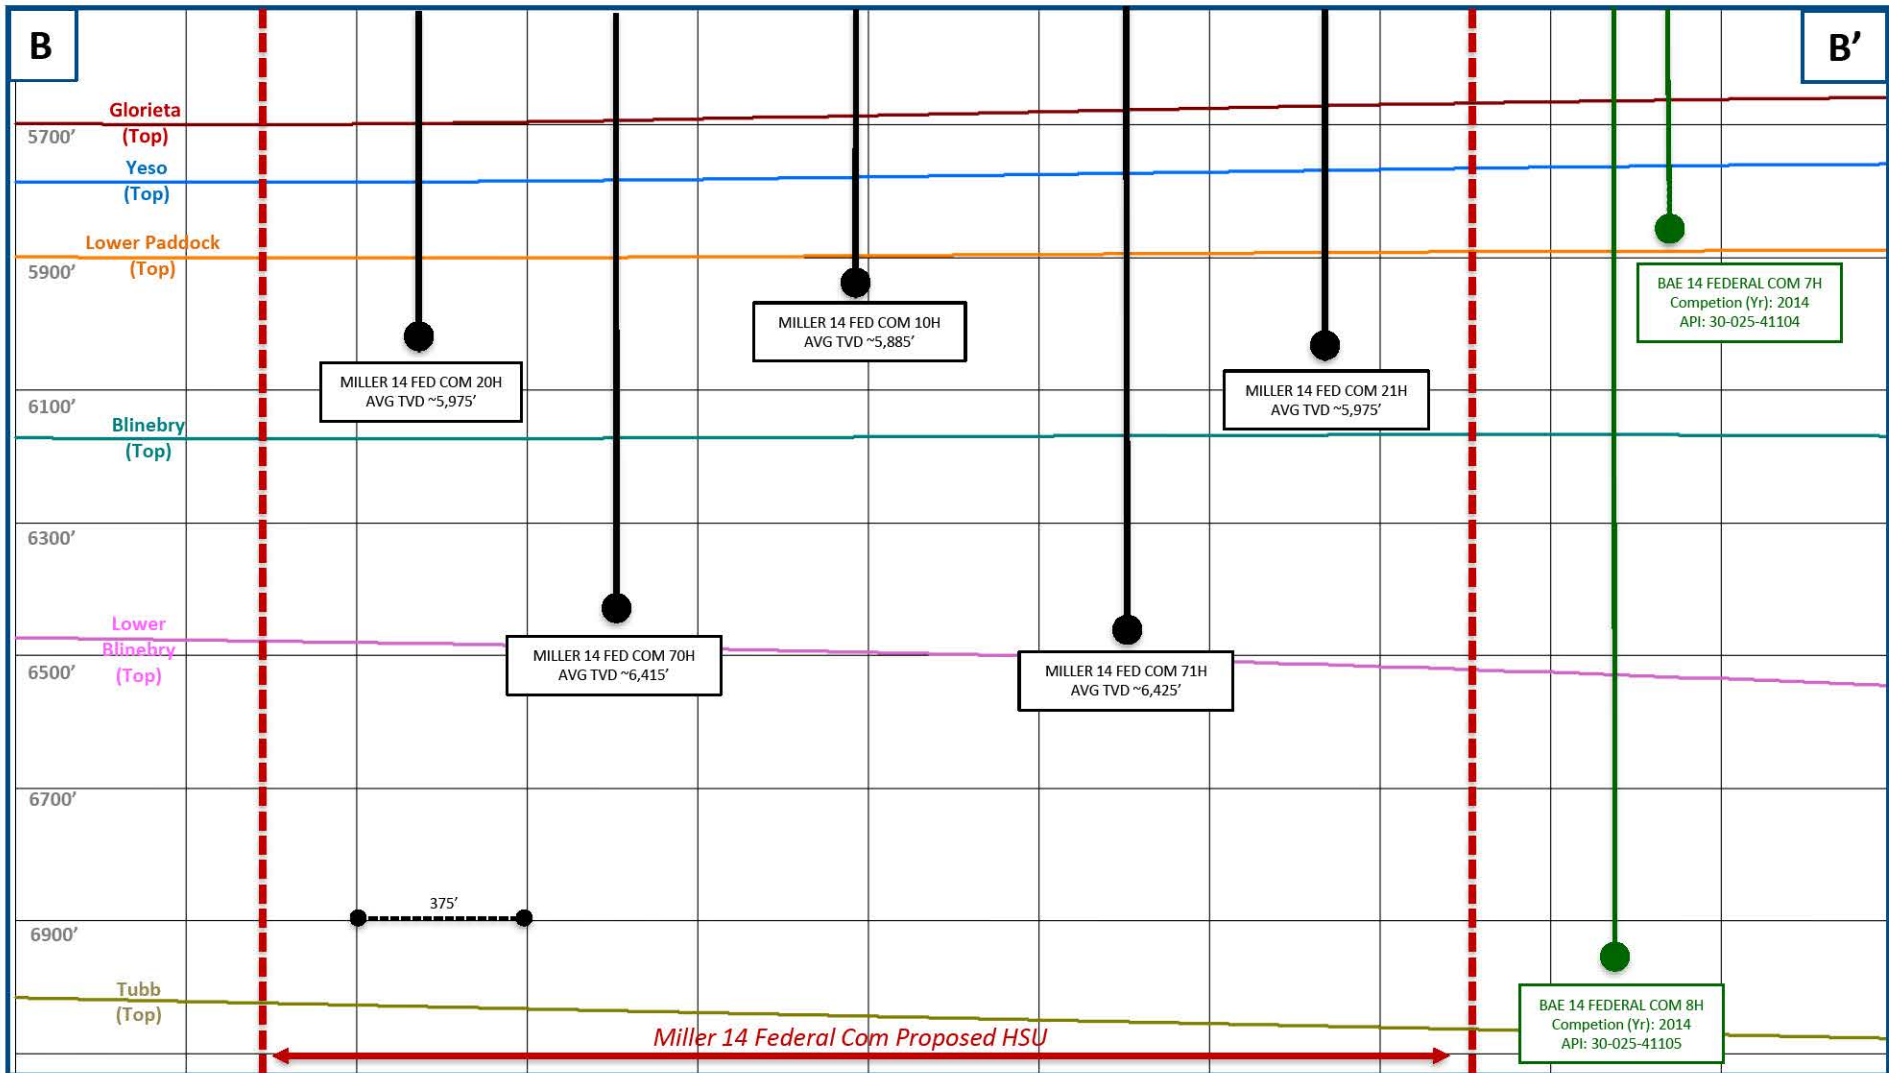 B
B’
Glorieta
(Top)
5700’
Yeso
(Top)
Lower Paddock
(Top)
5900’
BAE 14 FEDERAL COM 7H
Competion (Yr): 2014
API: 30-025-41104
MILLER 14 FED COM 10H
AVG TVD ~5,885’
MILLER 14 FED COM 20H
AVG TVD ~5,975’
MILLER 14 FED COM 21H
AVG TVD ~5,975’
6100’
Blinebry
(Top)
6300’
Lower
Blinebry
(Top)
6500’
MILLER 14 FED COM 70H
AVG TVD ~6,415’
MILLER 14 FED COM 71H
AVG TVD ~6,425’
6700’
375’
6900’
Tubb
(Top)
BAE 14 FEDERAL COM 8H
Competion (Yr): 2014
API: 30-025-41105
Miller 14 Federal Com Proposed HSU